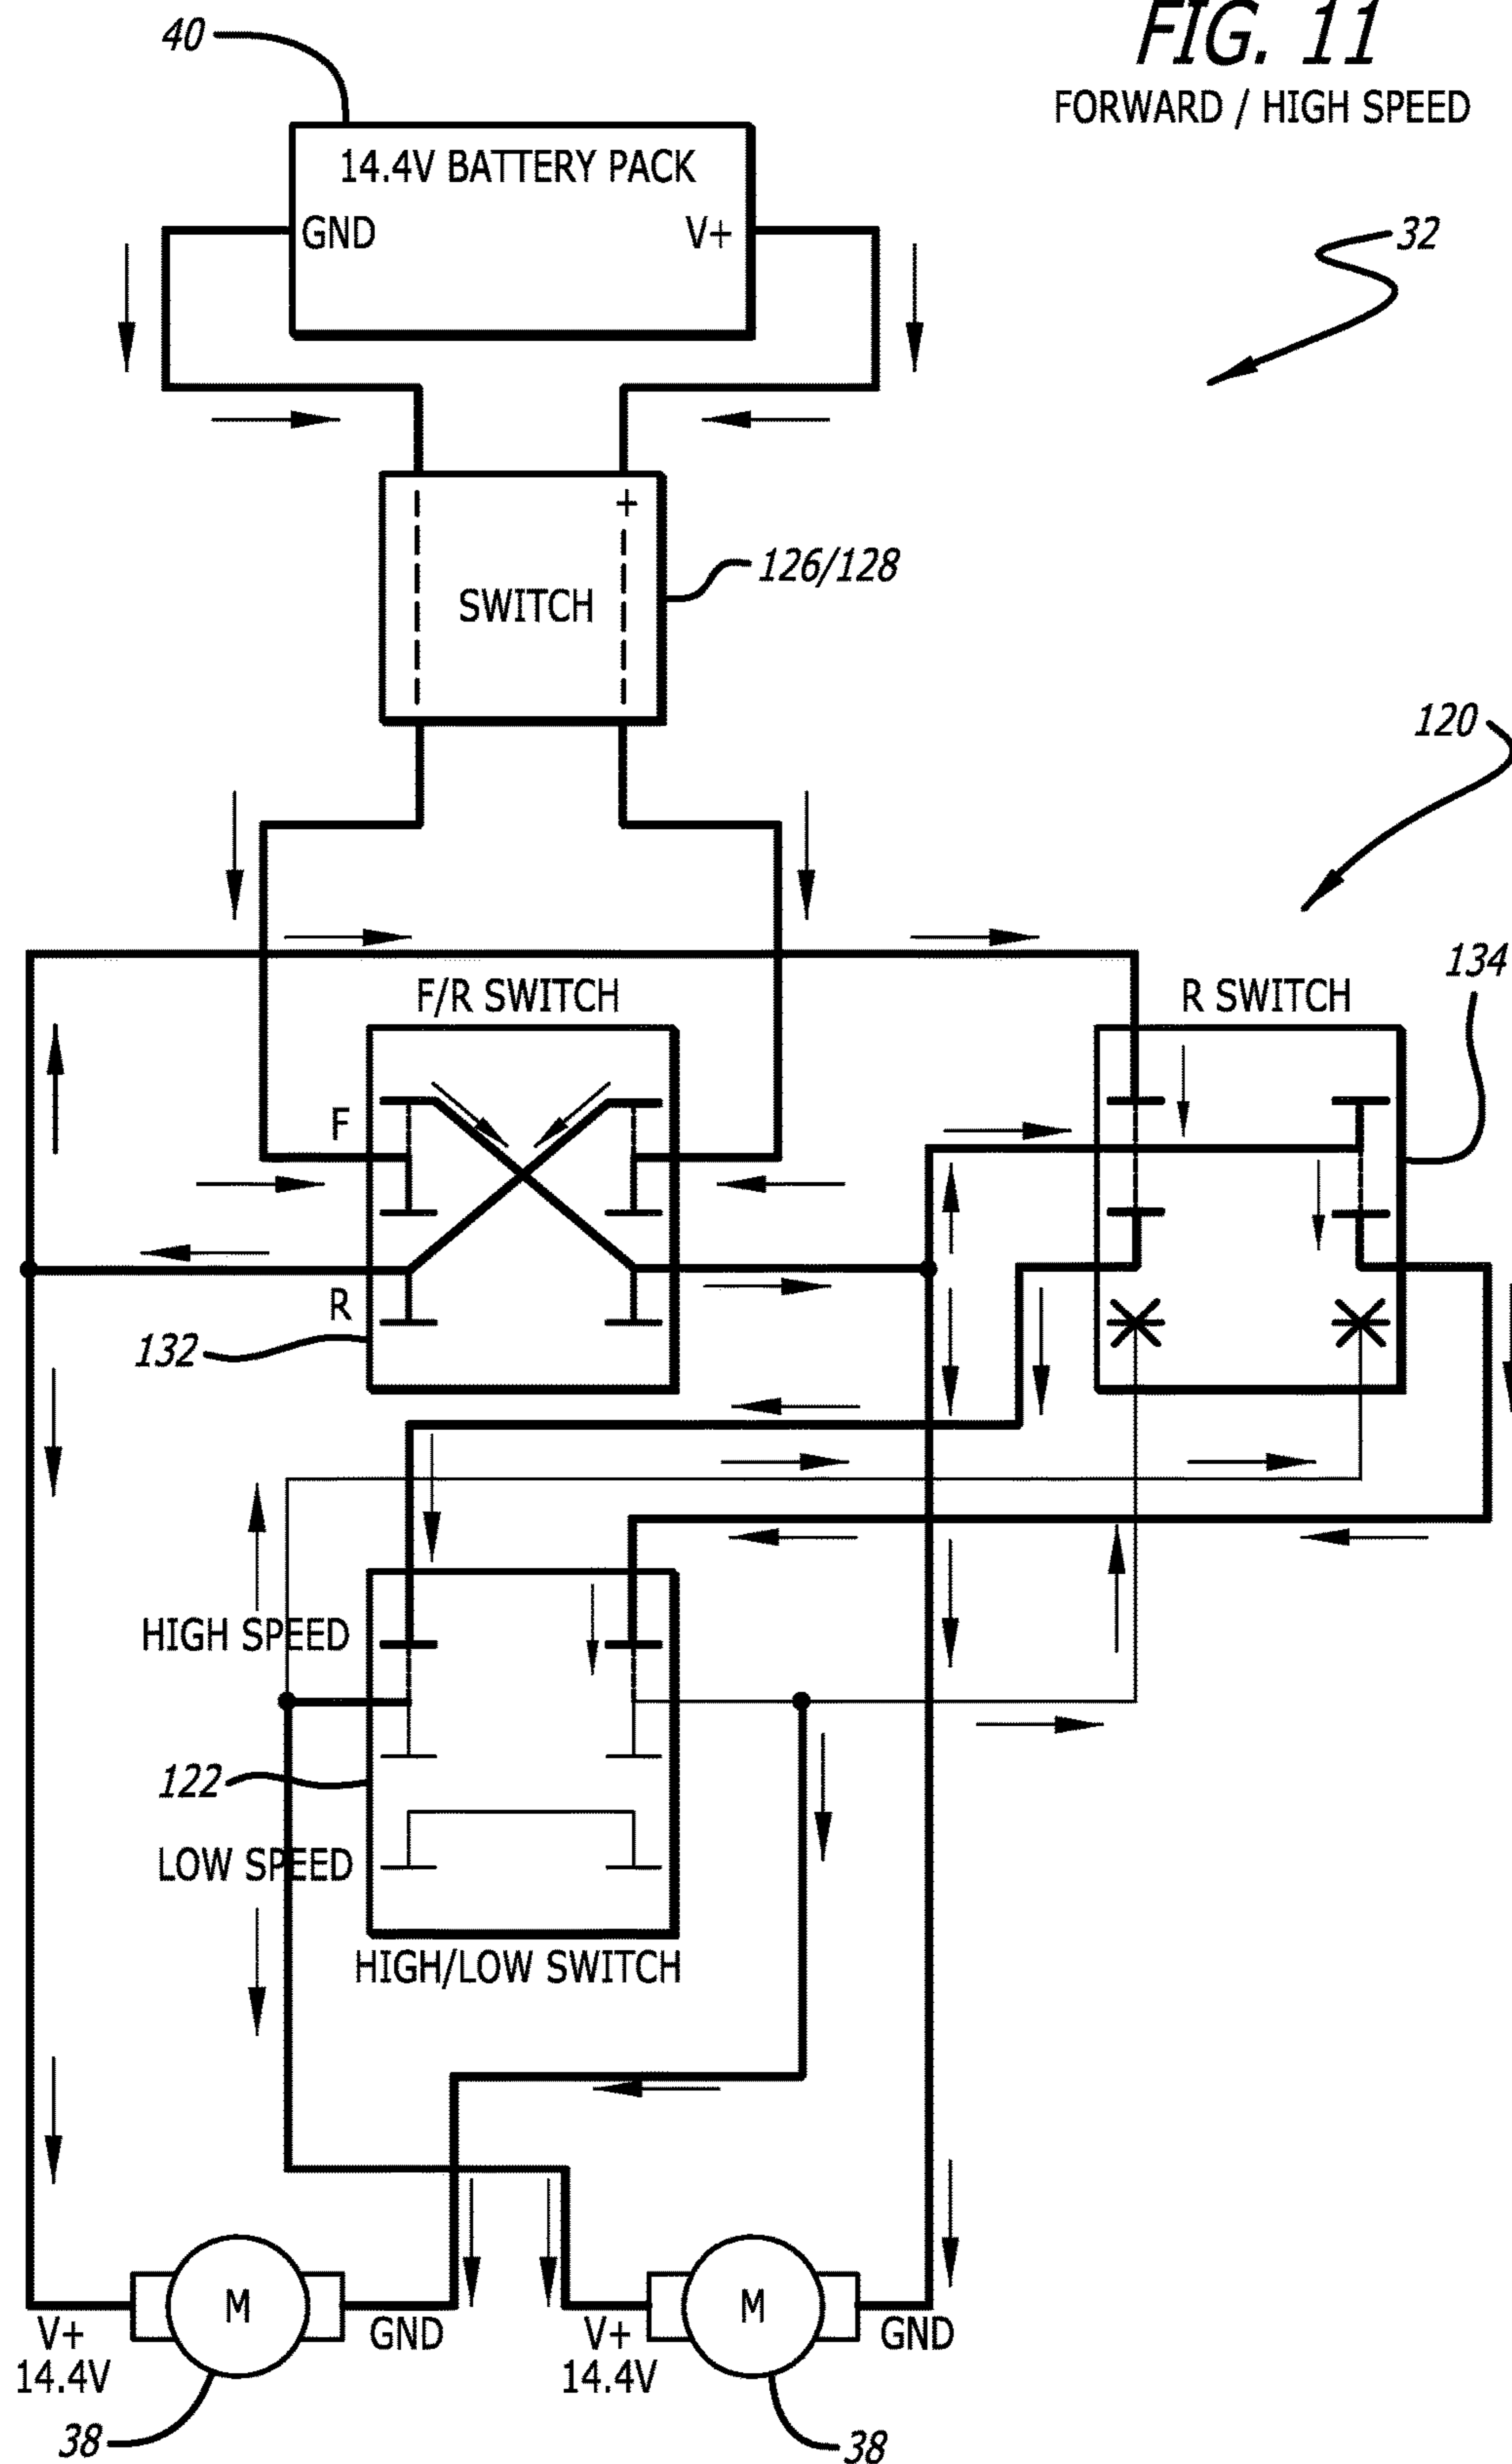 FIG. 11
FORWARD / HIGH SPEED
40
14.4V BATTERY PACK
GND
V+
32
+
SWITCH
126/128
120
F/R SWITCH
R SWITCH
134
F
R
132
HIGH SPEED
122
LOW SPEED
HIGH/LOW SWITCH
M
M
V+
14.4V
GND
V+
14.4V
GND
38
38